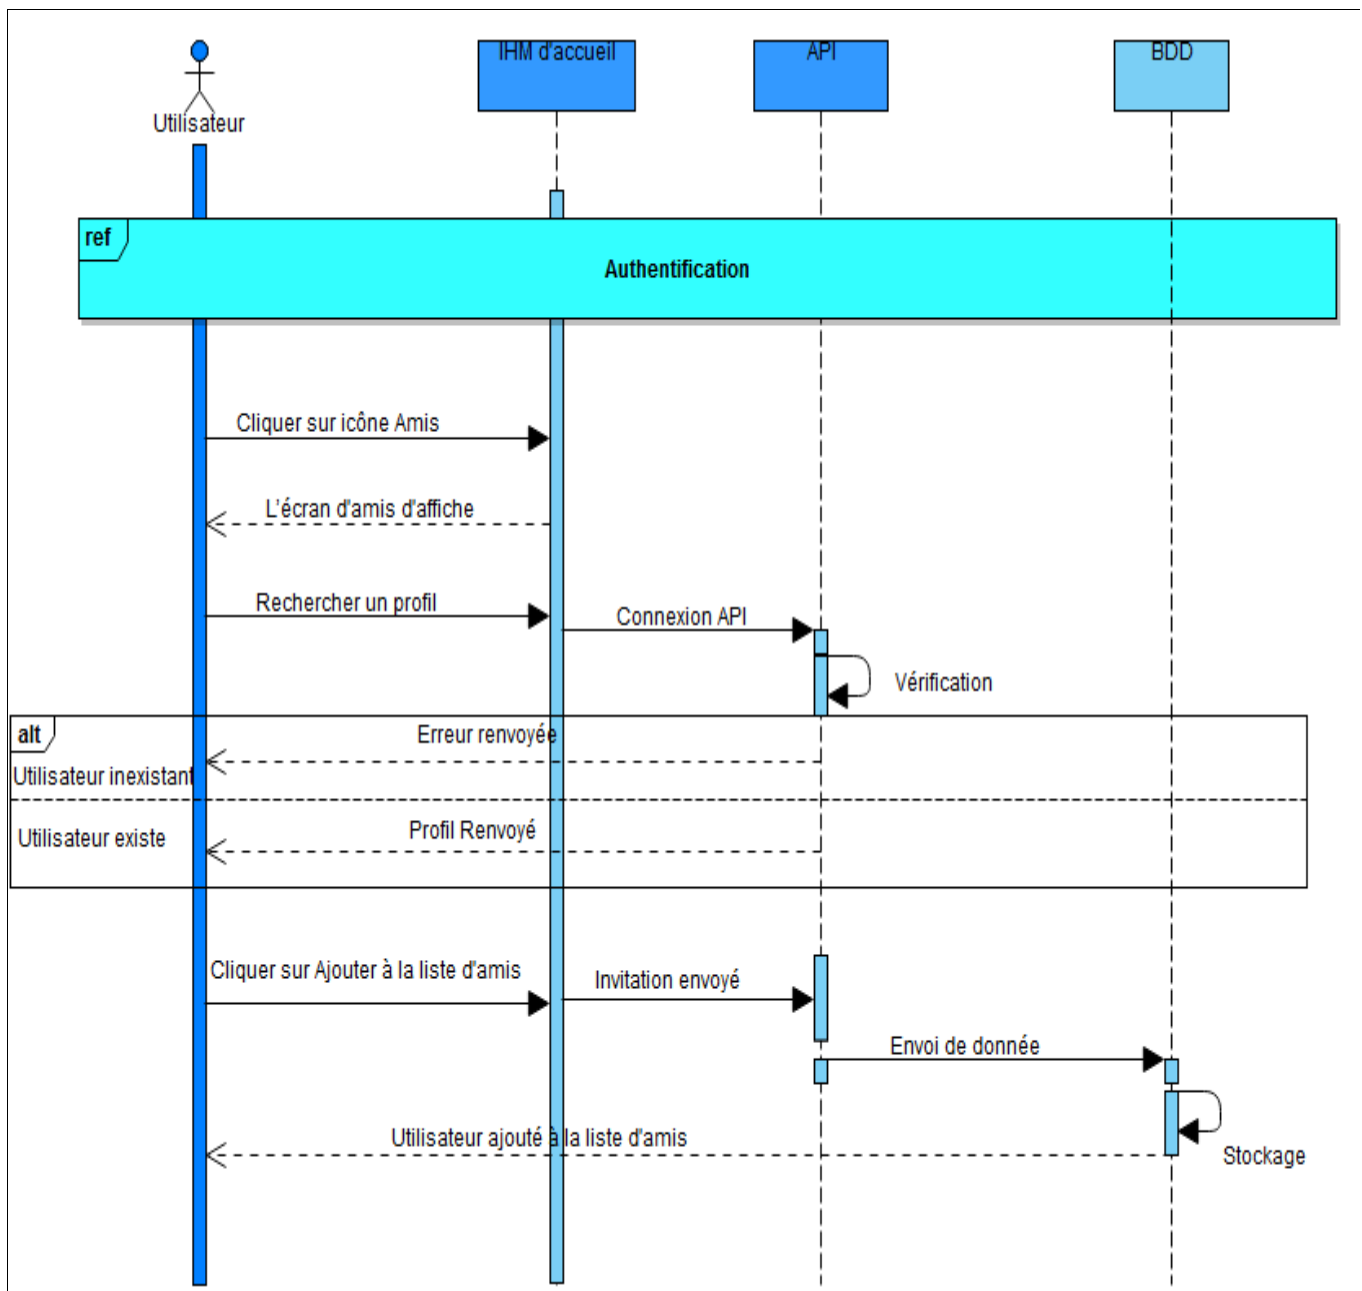 Utilisateur
IHM d'accueil
API
BDD
ref
Authentification
Cliquer sur icône Amis
L'écran d'amis d'affiche
Rechercher un profil
Connexion API
Vérification
alt
Erreur renvoyée
Utilisateur inexistant
Profil Renvoyé
Utilisateur existe
Cliquer sur Ajouter à la liste d'amis
Invitation envoyé
Envoi de donnée
Utilisateur ajouté à la liste d'amis
Stockage